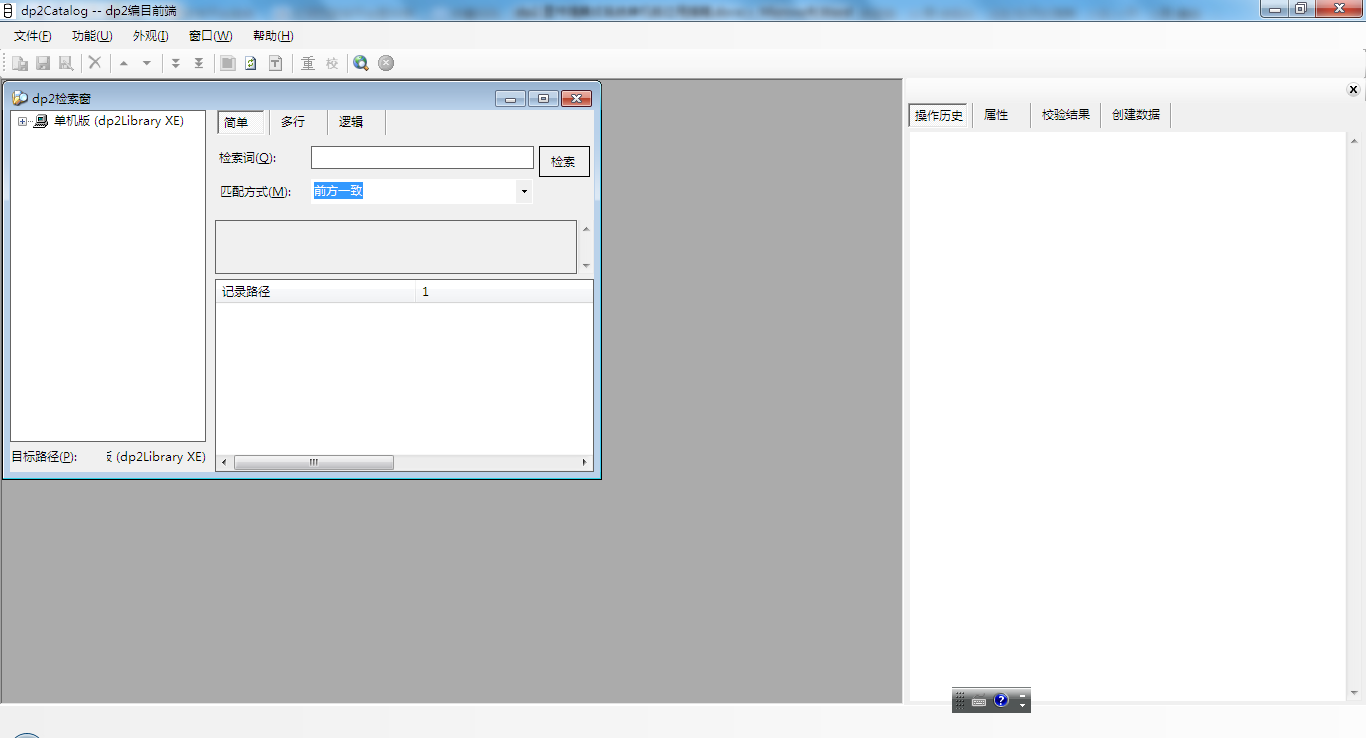 dp2Catalog -- dp2编目前端
文件(F) 功能(U) 外观(I) 窗口(W) 帮助(H)
重 校
dp2检索窗
单机版 (dp2Library XE)
简单 多行 逻辑
检索词(Q): 检索
匹配方式(M): 前方一致
记录路径 1
目标路径(P): (dp2Library XE)
操作历史 属性 校验结果 创建数据